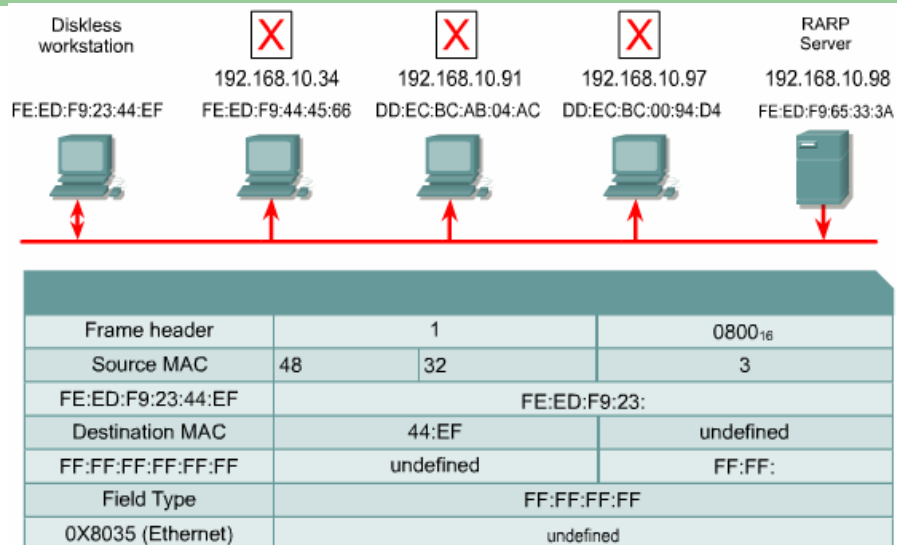 Diskless
workstation
RARP
Server
X
X
X
192.168.10.34
192.168.10.91
192.168.10.97
192.168.10.98
FE:ED:F9:23:44:EF
FE:ED:F9:44:45:66
DD:EC:BC:AB:04:AC
DD:EC:BC:00:94:D4
FE:ED:F9:65:33:3A
Frame header 1 0800₁₆
Source MAC 48 32 3
FE:ED:F9:23:44:EF FE:ED:F9:23:
Destination MAC 44:EF undefined
FF:FF:FF:FF:FF:FF undefined FF:FF:
Field Type FF:FF:FF:FF
0X8035 (Ethernet) undefined